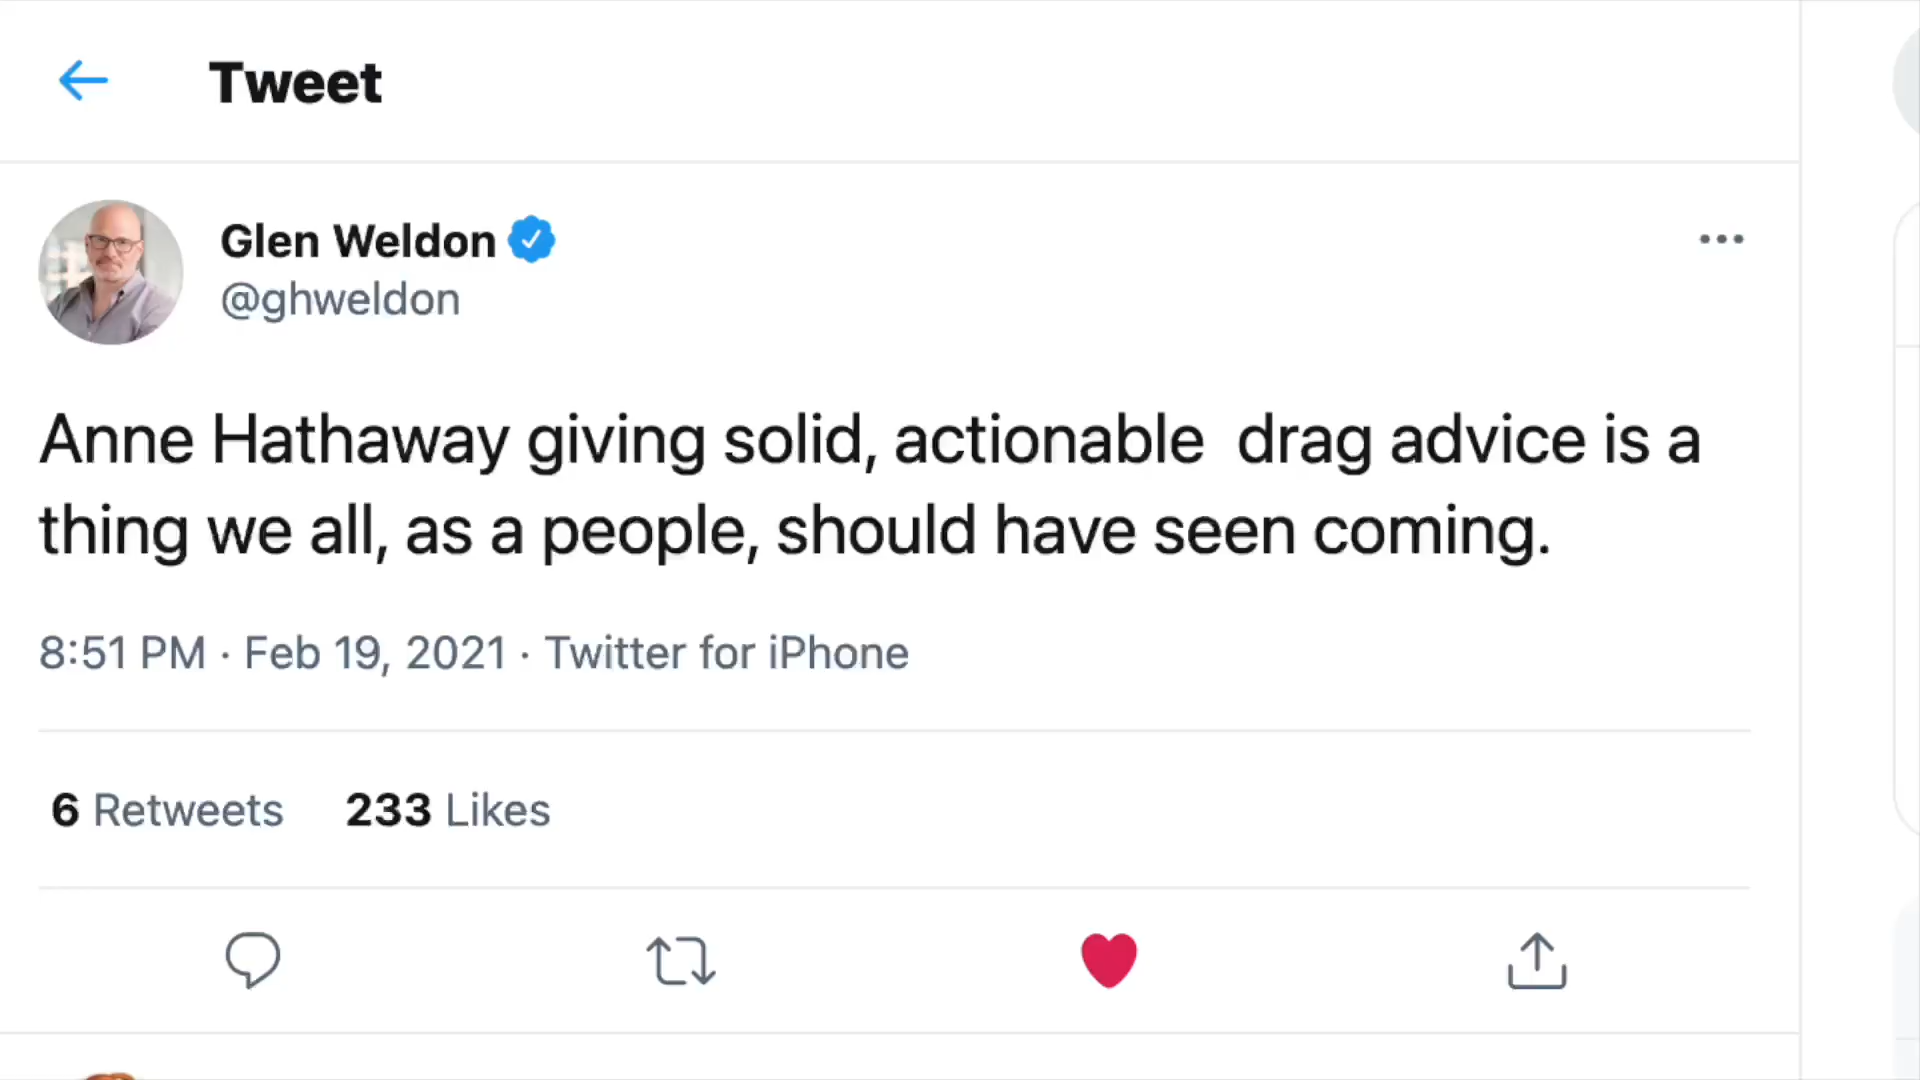 Tweet
Glen Weldon
@ghweldon
Anne Hathaway giving solid, actionable  drag advice is a
thing we all, as a people, should have seen coming.
8:51 PM · Feb 19, 2021 · Twitter for iPhone
6 Retweets 233 Likes